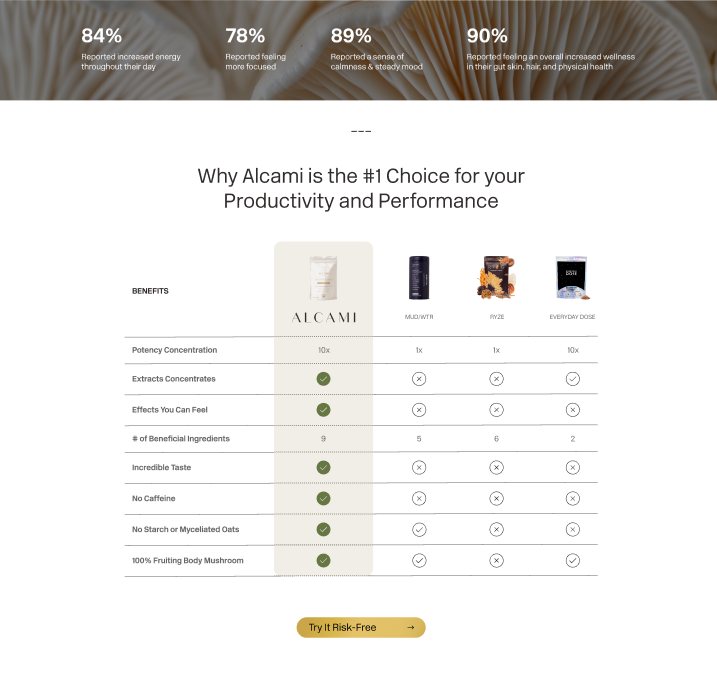 84%
78%
89%
90%
Reported increased energy
throughout their day
Reported feeling
more focused
Reported a sense of
calmness & steady mood
Reported feeling an overall increased wellness
in their gut skin, hair, and physical health
Why Alcami is the #1 Choice for your
Productivity and Performance
BENEFITS
ALCAMI
MUD/WTR
RYZE
EVERYDAY DOSE
Potency Concentration 10x 1x 1x 10x
Extracts Concentrates
Effects You Can Feel
# of Beneficial Ingredients 9 5 6 2
Incredible Taste
No Caffeine
No Starch or Myceliated Oats
100% Fruiting Body Mushroom
Try It Risk-Free →